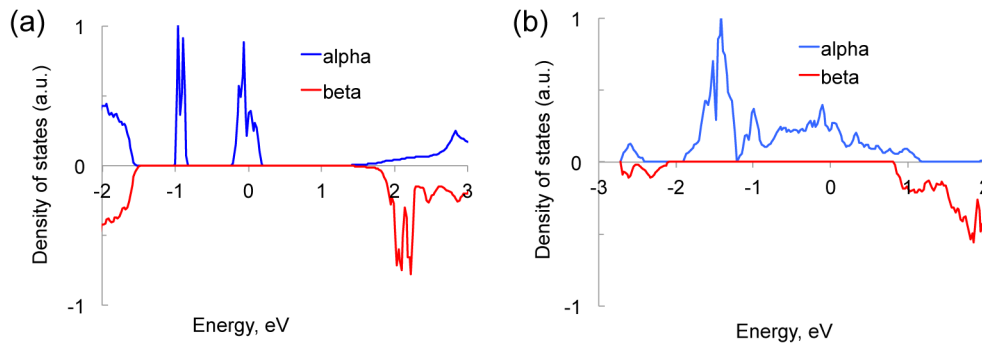 (a)
1
alpha
beta
0
-2
-1
0
1
2
3
-1
Density of states (a.u.)
Energy, eV
(b)
1
alpha
beta
0
-3
-2
-1
0
1
2
-1
Density of states (a.u.)
Energy, eV